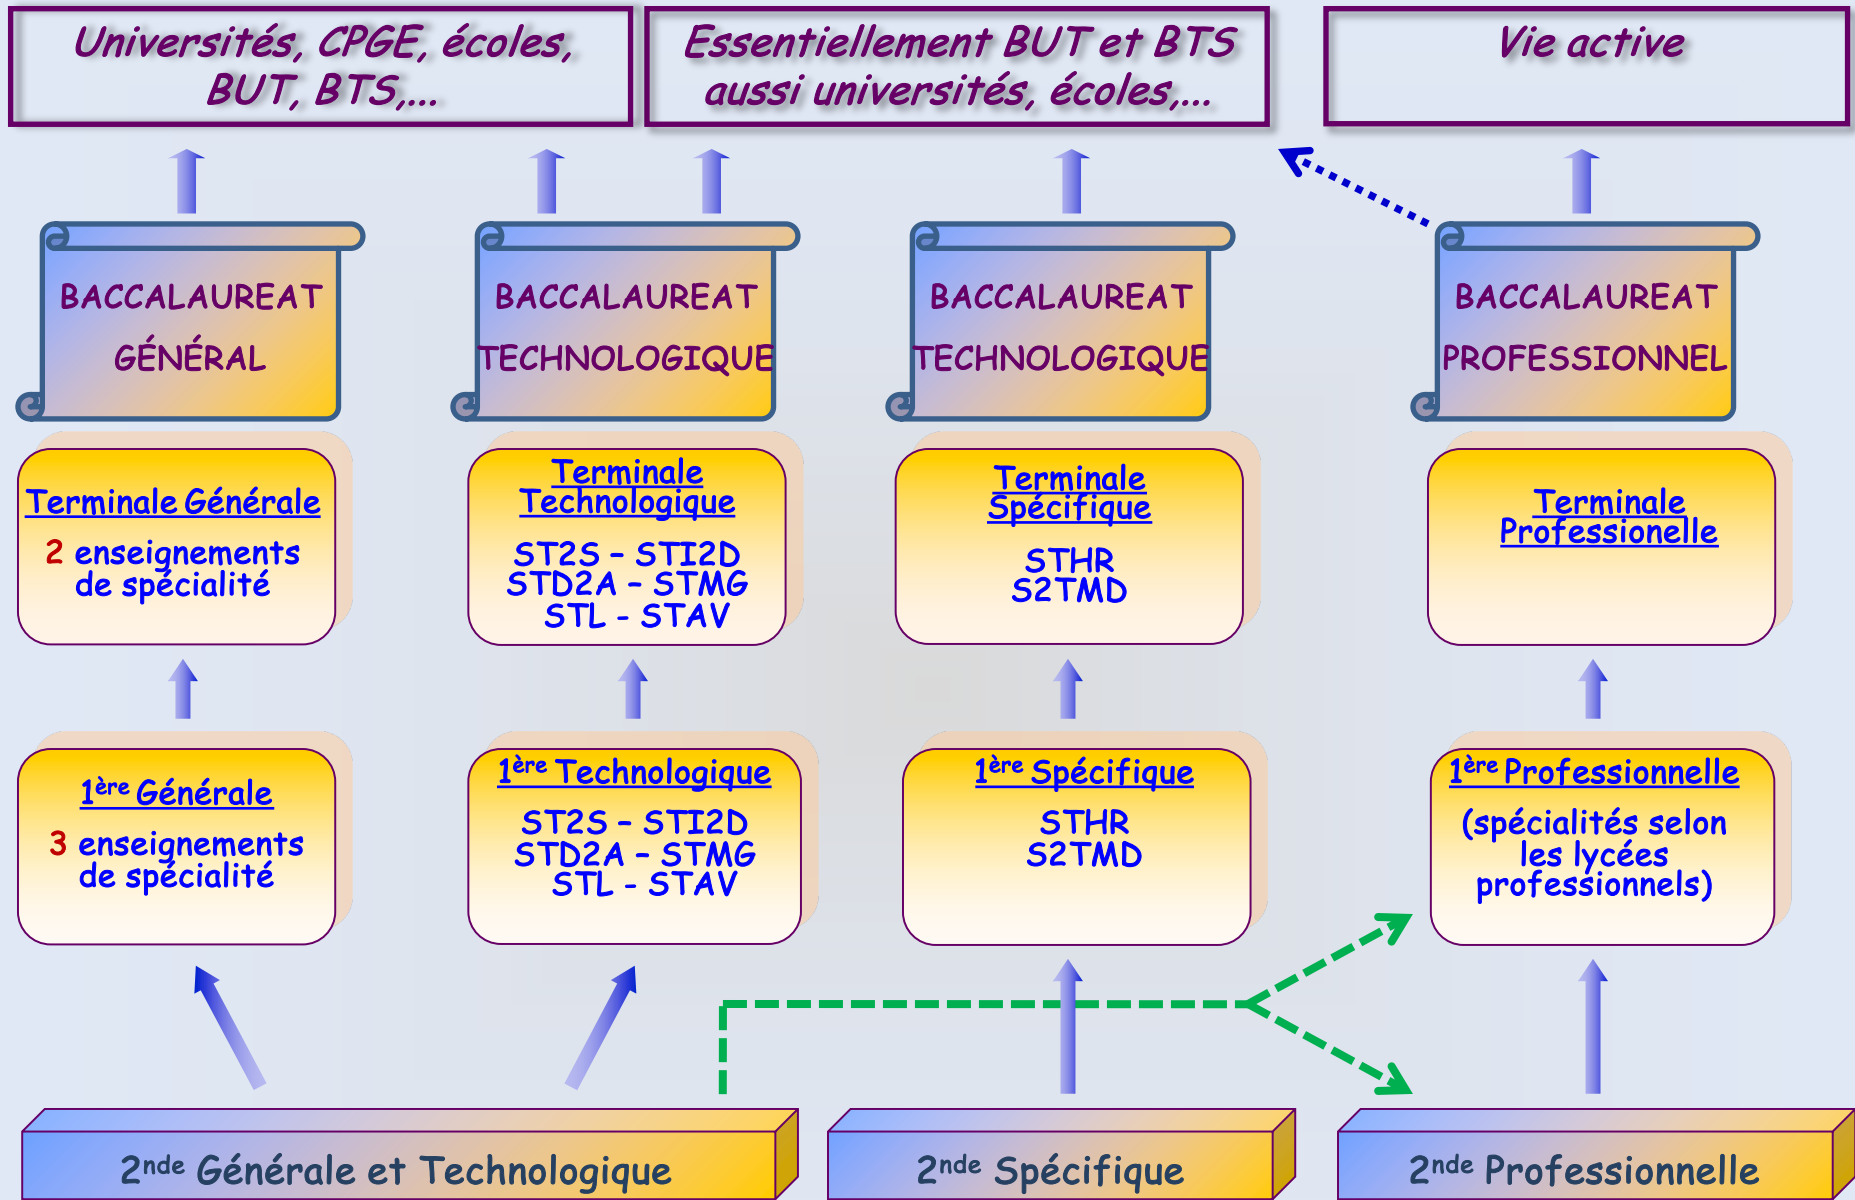 Universités, CPGE, écoles,
BUT, BTS,...
Essentiellement BUT et BTS
aussi universités, écoles,...
Vie active
BACCALAUREAT
GÉNÉRAL
BACCALAUREAT
TECHNOLOGIQUE
BACCALAUREAT
TECHNOLOGIQUE
BACCALAUREAT
PROFESSIONNEL
Terminale Générale
2 enseignements
de spécialité
Terminale
Technologique
ST2S – STI2D
STD2A – STMG
STL - STAV
Terminale
Spécifique
STHR
S2TMD
Terminale
Professionelle
1ère Générale
3 enseignements
de spécialité
1ère Technologique
ST2S – STI2D
STD2A – STMG
STL - STAV
1ère Spécifique
STHR
S2TMD
1ère Professionnelle
(spécialités selon
les lycées
professionnels)
2nde Générale et Technologique
2nde Spécifique
2nde Professionnelle